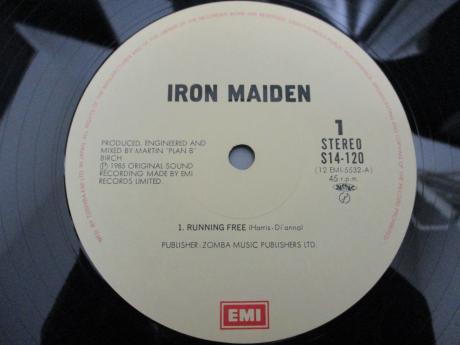 IRON MAIDEN
PRODUCED, ENGINEERED AND
MIXED BY MARTIN 'PLAN B'
BIRCH
Ⓟ 1985 ORIGINAL SOUND
RECORDING MADE BY EMI
RECORDS LIMITED.
1
STEREO
S14-120
(12 EMI-5532-A)
45 r.p.m.
1. RUNNING FREE (Harris-Di'anno)
PUBLISHER: ZOMBA MUSIC PUBLISHERS LTD.
EMI